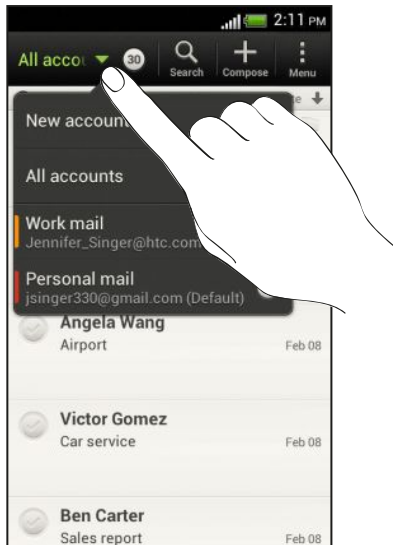 2:11 PM
All accou
30
Search
Compose
Menu
New account
All accounts
Work mail
Jennifer_Singer@htc.com
Personal mail
jsinger330@gmail.com (Default)
Angela Wang
Airport
Feb 08
Victor Gomez
Car service
Feb 08
Ben Carter
Sales report
Feb 08